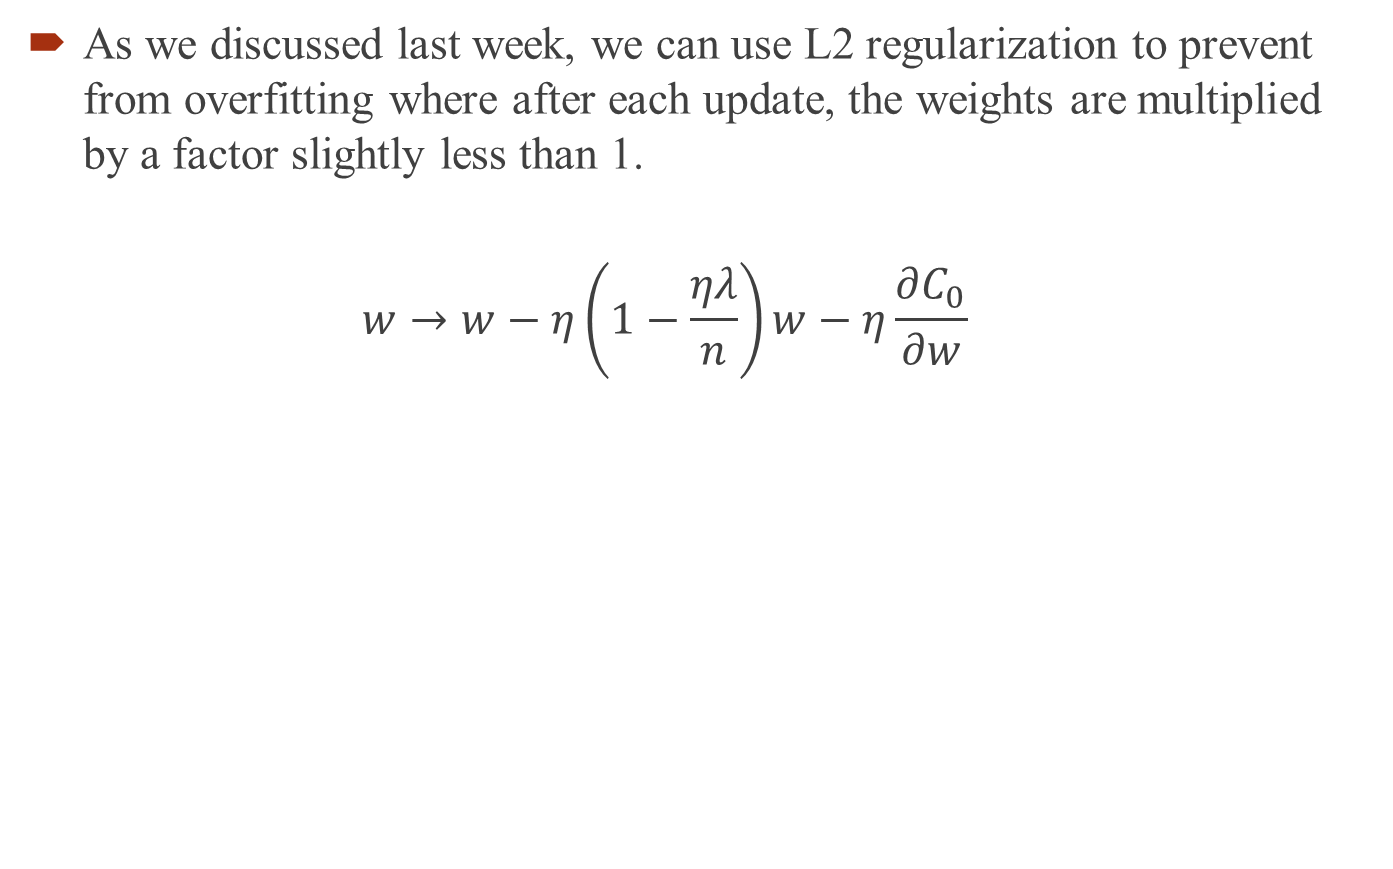 As we discussed last week, we can use L2 regularization to prevent
from overfitting where after each update, the weights are multiplied
by a factor slightly less than 1.
w → w − η(1 − ηλ/n)w − η ∂C₀/∂w